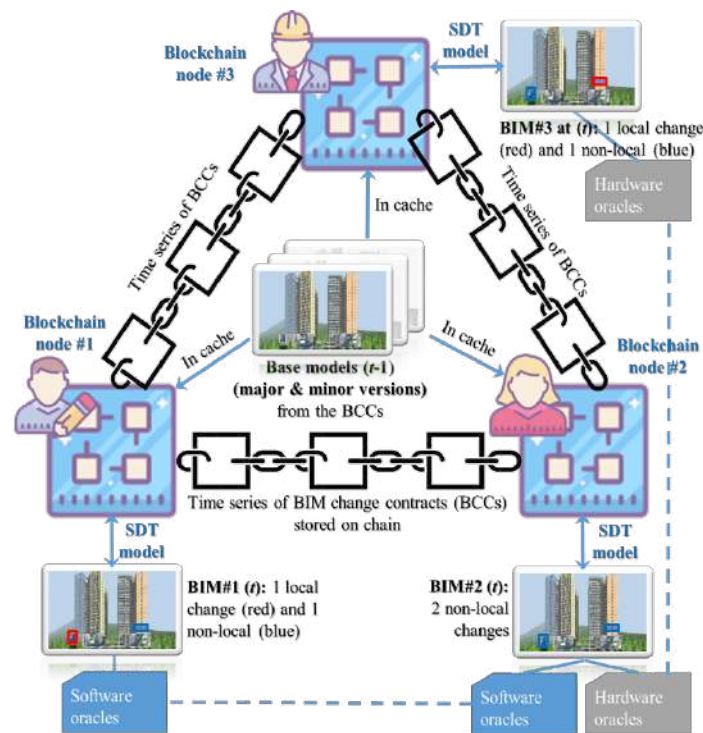 Blockchain
node #3
SDT
model
BIM#3 at (t): 1 local change
(red) and 1 non-local (blue)
Hardware
oracles
Time series of BCCs
In cache
Time series of BCCs
Blockchain
node #1
In cache
In cache
Blockchain
node #2
Base models (t-1)
(major & minor versions)
from the BCCs
Time series of BIM change contracts (BCCs)
stored on chain
SDT
model
SDT
model
BIM#1 (t): 1 local
change (red) and 1
non-local (blue)
BIM#2 (t):
2 non-local
changes
Software
oracles
Software
oracles
Hardware
oracles